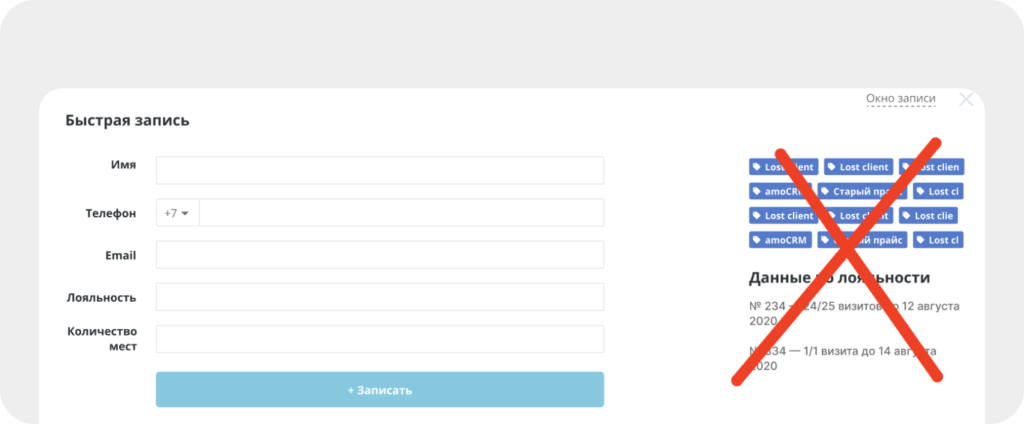 Окно записи
Быстрая запись
Имя
Телефон
+7
Email
Лояльность
Количество
мест
+ Записать
Lost client Lost client Lost clien
amoCRM Старый прайс Lost cl
Lost client Lost client Lost clie
amoCRM Старый прайс Lost cl
Данные по лояльности
№ 234 — 24/25 визитов до 12 августа
2020
№ 334 — 1/1 визита до 14 августа
2020